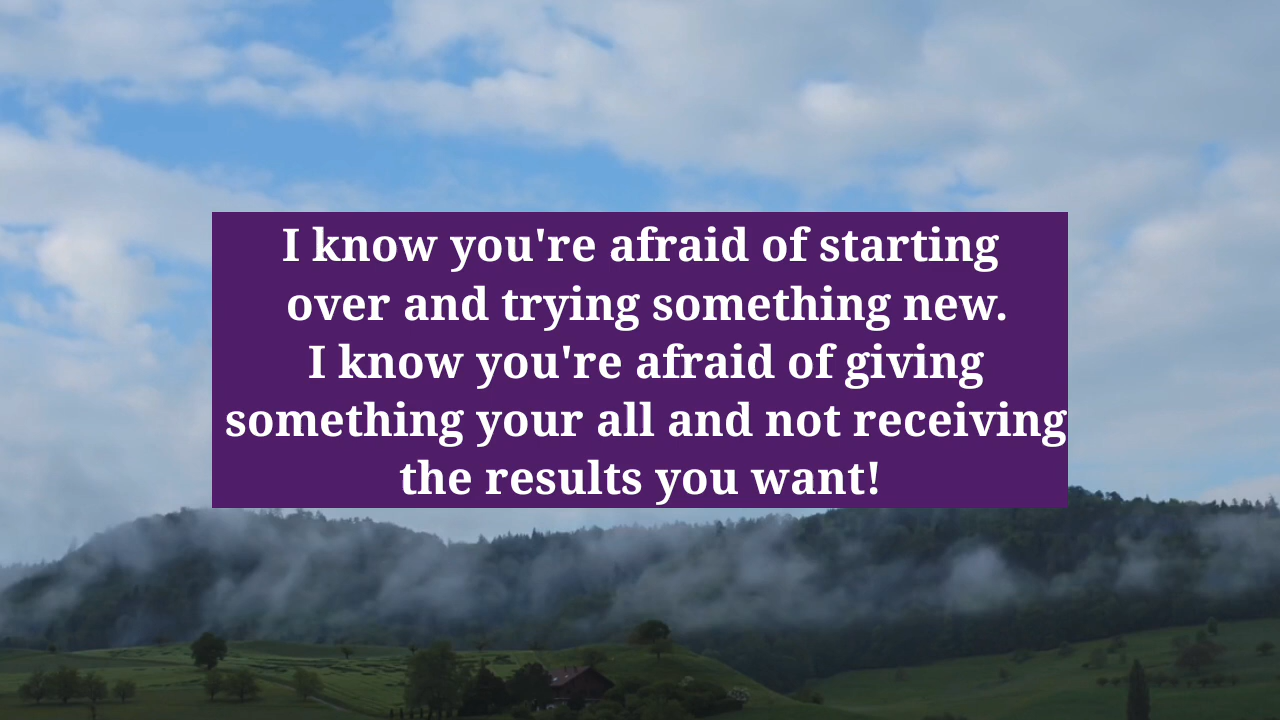 I know you're afraid of starting
over and trying something new.
I know you're afraid of giving
something your all and not receiving
the results you want!